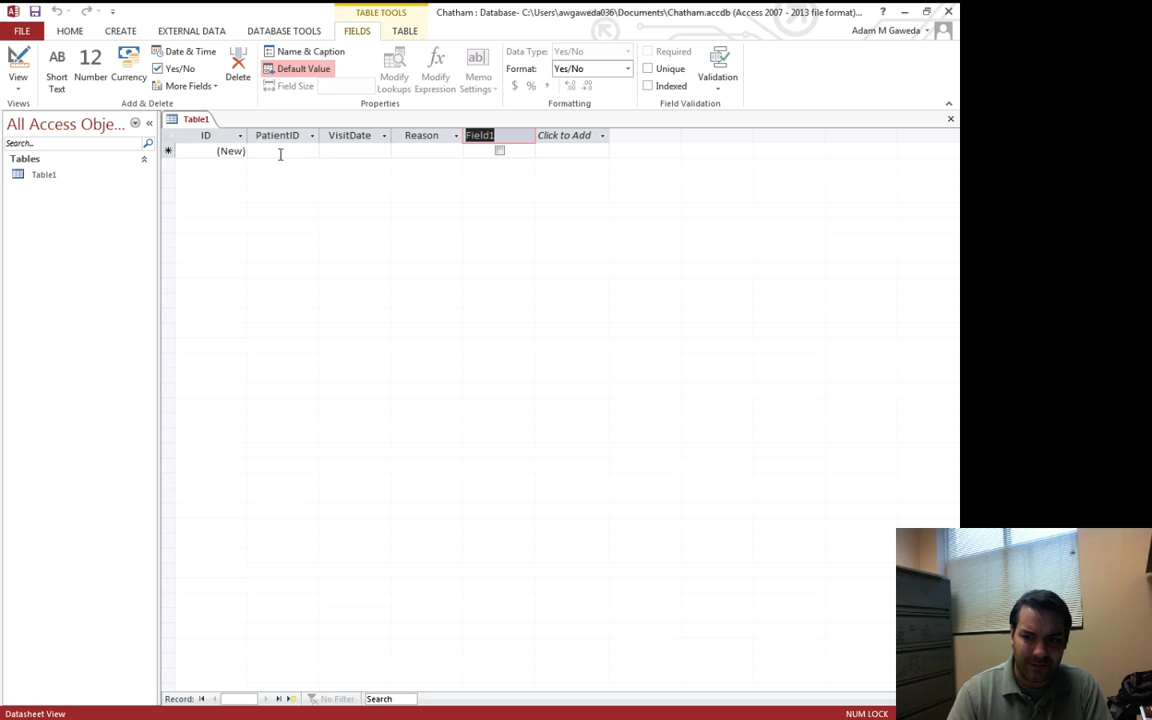 TABLE TOOLS
Chatham : Database- C:\Users\awgaweda036\Documents\Chatham.accdb (Access 2007 - 2013 file format)...
FILE HOME CREATE EXTERNAL DATA DATABASE TOOLS FIELDS TABLE
Adam M Gaweda
View
AB
Short
Text
12
Number
Currency
Date & Time
Yes/No
More Fields
Delete
Name & Caption
Default Value
Field Size
Modify
Lookups
fx
Modify
Expression
ab|
Memo
Settings
Data Type: Yes/No
Format: Yes/No
$ %
Required
Unique
Indexed
Validation
Views
Add & Delete
Properties
Formatting
Field Validation
All Access Obje...
Search...
Tables
Table1
Table1
ID PatientID VisitDate Reason Field1 Click to Add
(New)
Record: No Filter Search
Datasheet View
NUM LOCK